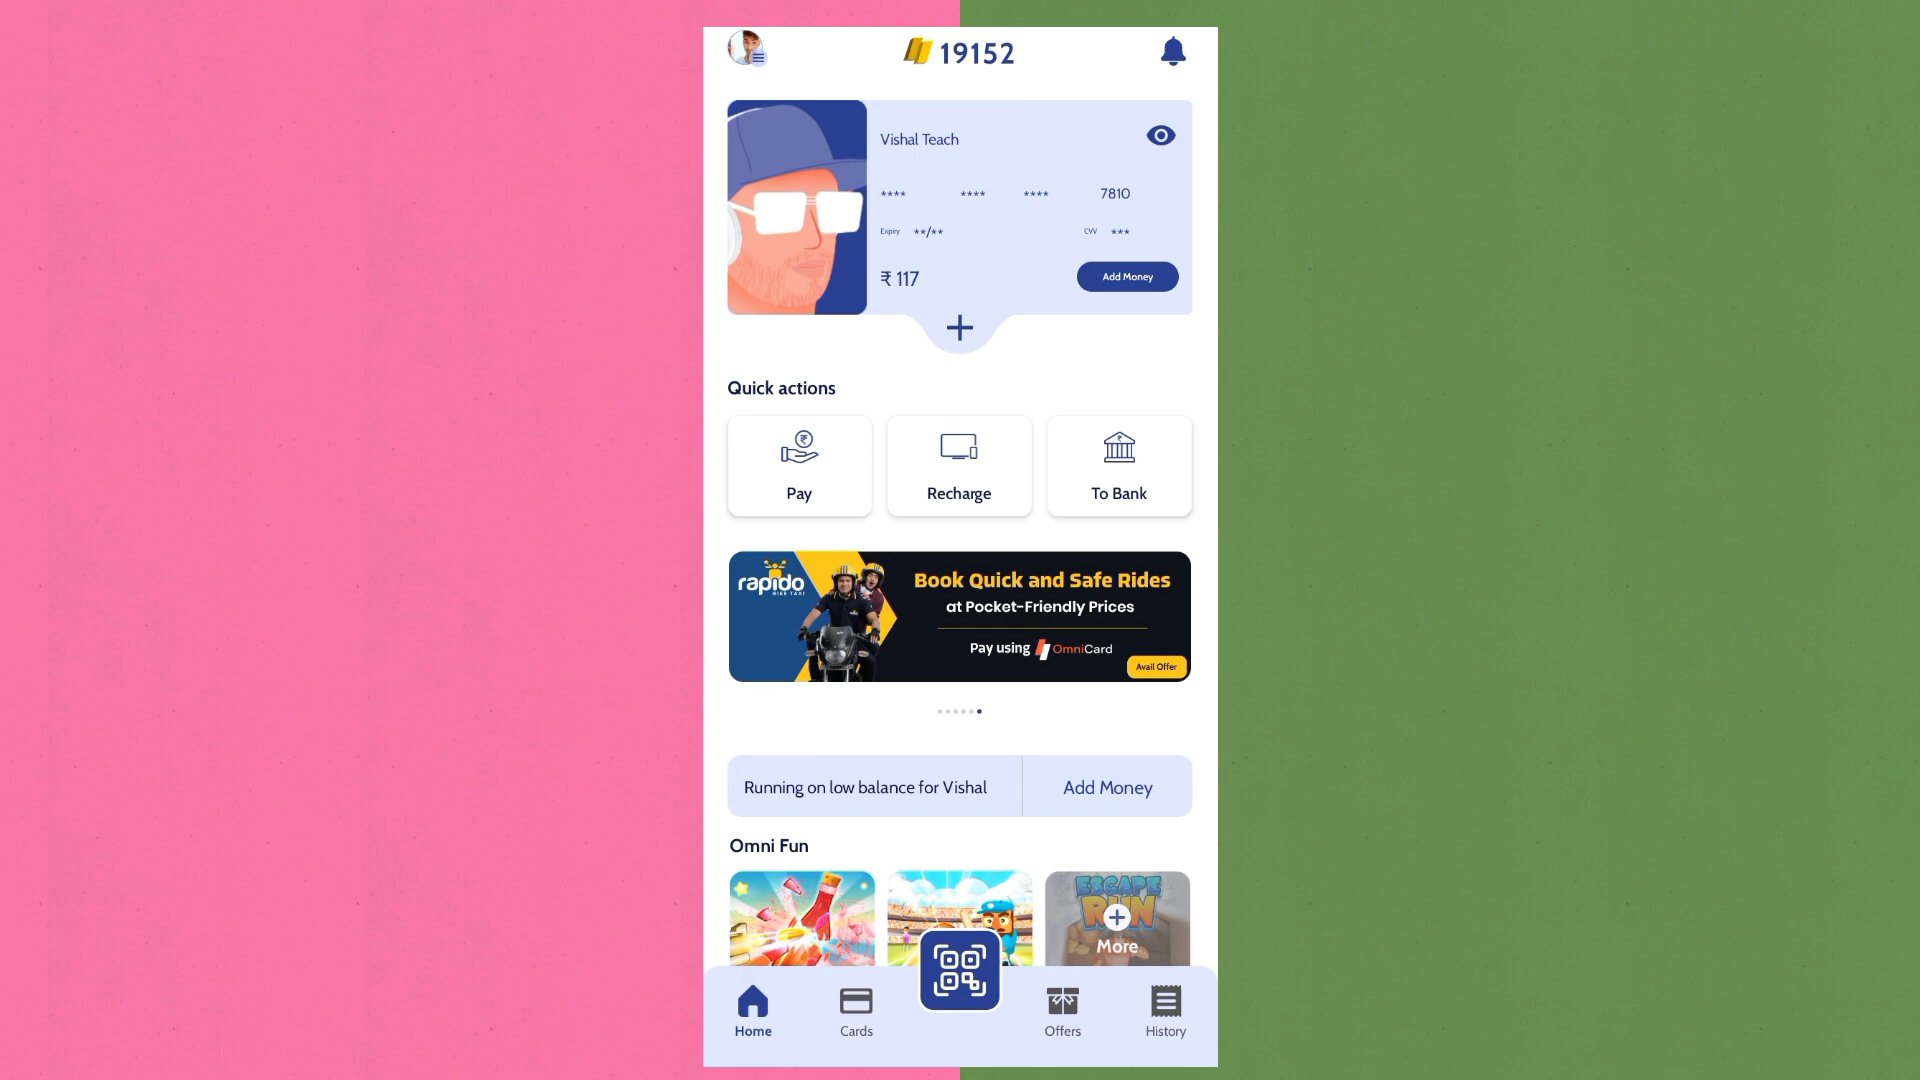 19152
Vishal Teach
**** **** **** 7810
Expiry **/** CVV ***
₹ 117 Add Money
Quick actions
Pay Recharge To Bank
rapido
BIKE TAXI
Book Quick and Safe Rides
at Pocket-Friendly Prices
Pay using OmniCard
Avail Offer
Running on low balance for Vishal Add Money
Omni Fun
ESCAPE
RUN
More
Home Cards Offers History